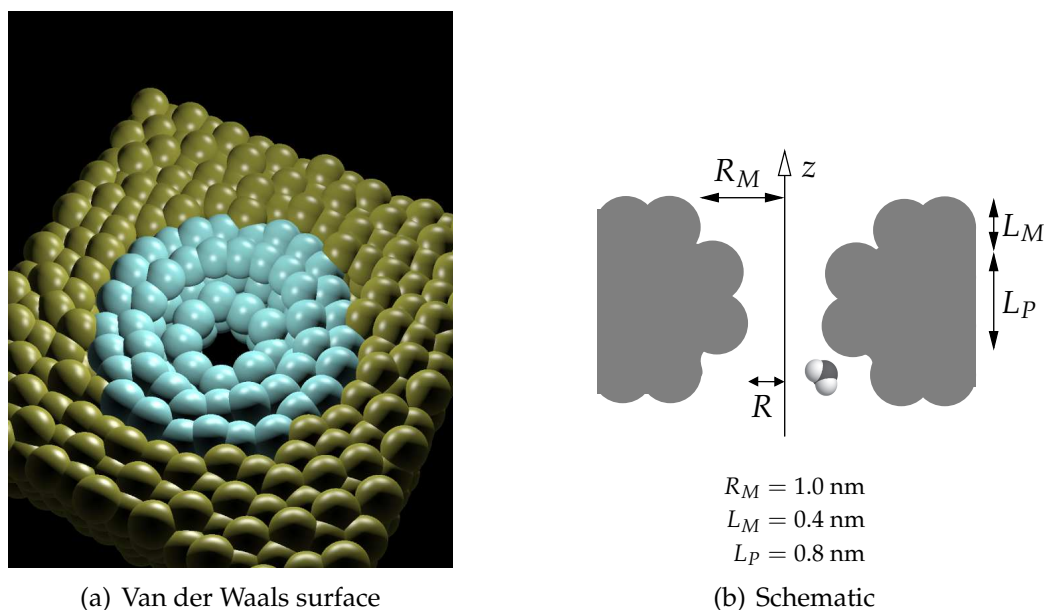 z
R_M
L_M
L_P
R
R_M = 1.0 nm
L_M = 0.4 nm
L_P = 0.8 nm
(a) Van der Waals surface
(b) Schematic